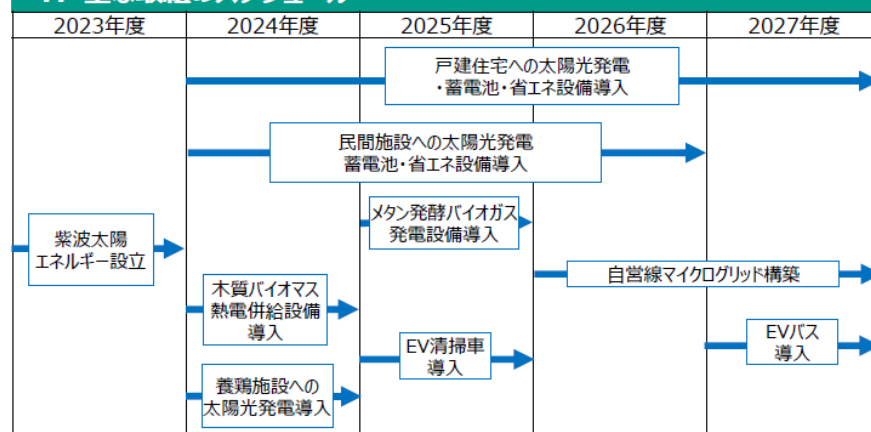 2023年度 2024年度 2025年度 2026年度 2027年度
戸建住宅への太陽光発電
・蓄電池・省エネ設備導入
民間施設への太陽光発電
蓄電池・省エネ設備導入
メタン発酵バイオガス
発電設備導入
紫波太陽
エネルギー設立
自営線マイクログリッド構築
木質バイオマス
熱電併給設備
導入
EV清掃車
導入
EVバス
導入
養鶏施設への
太陽光発電導入